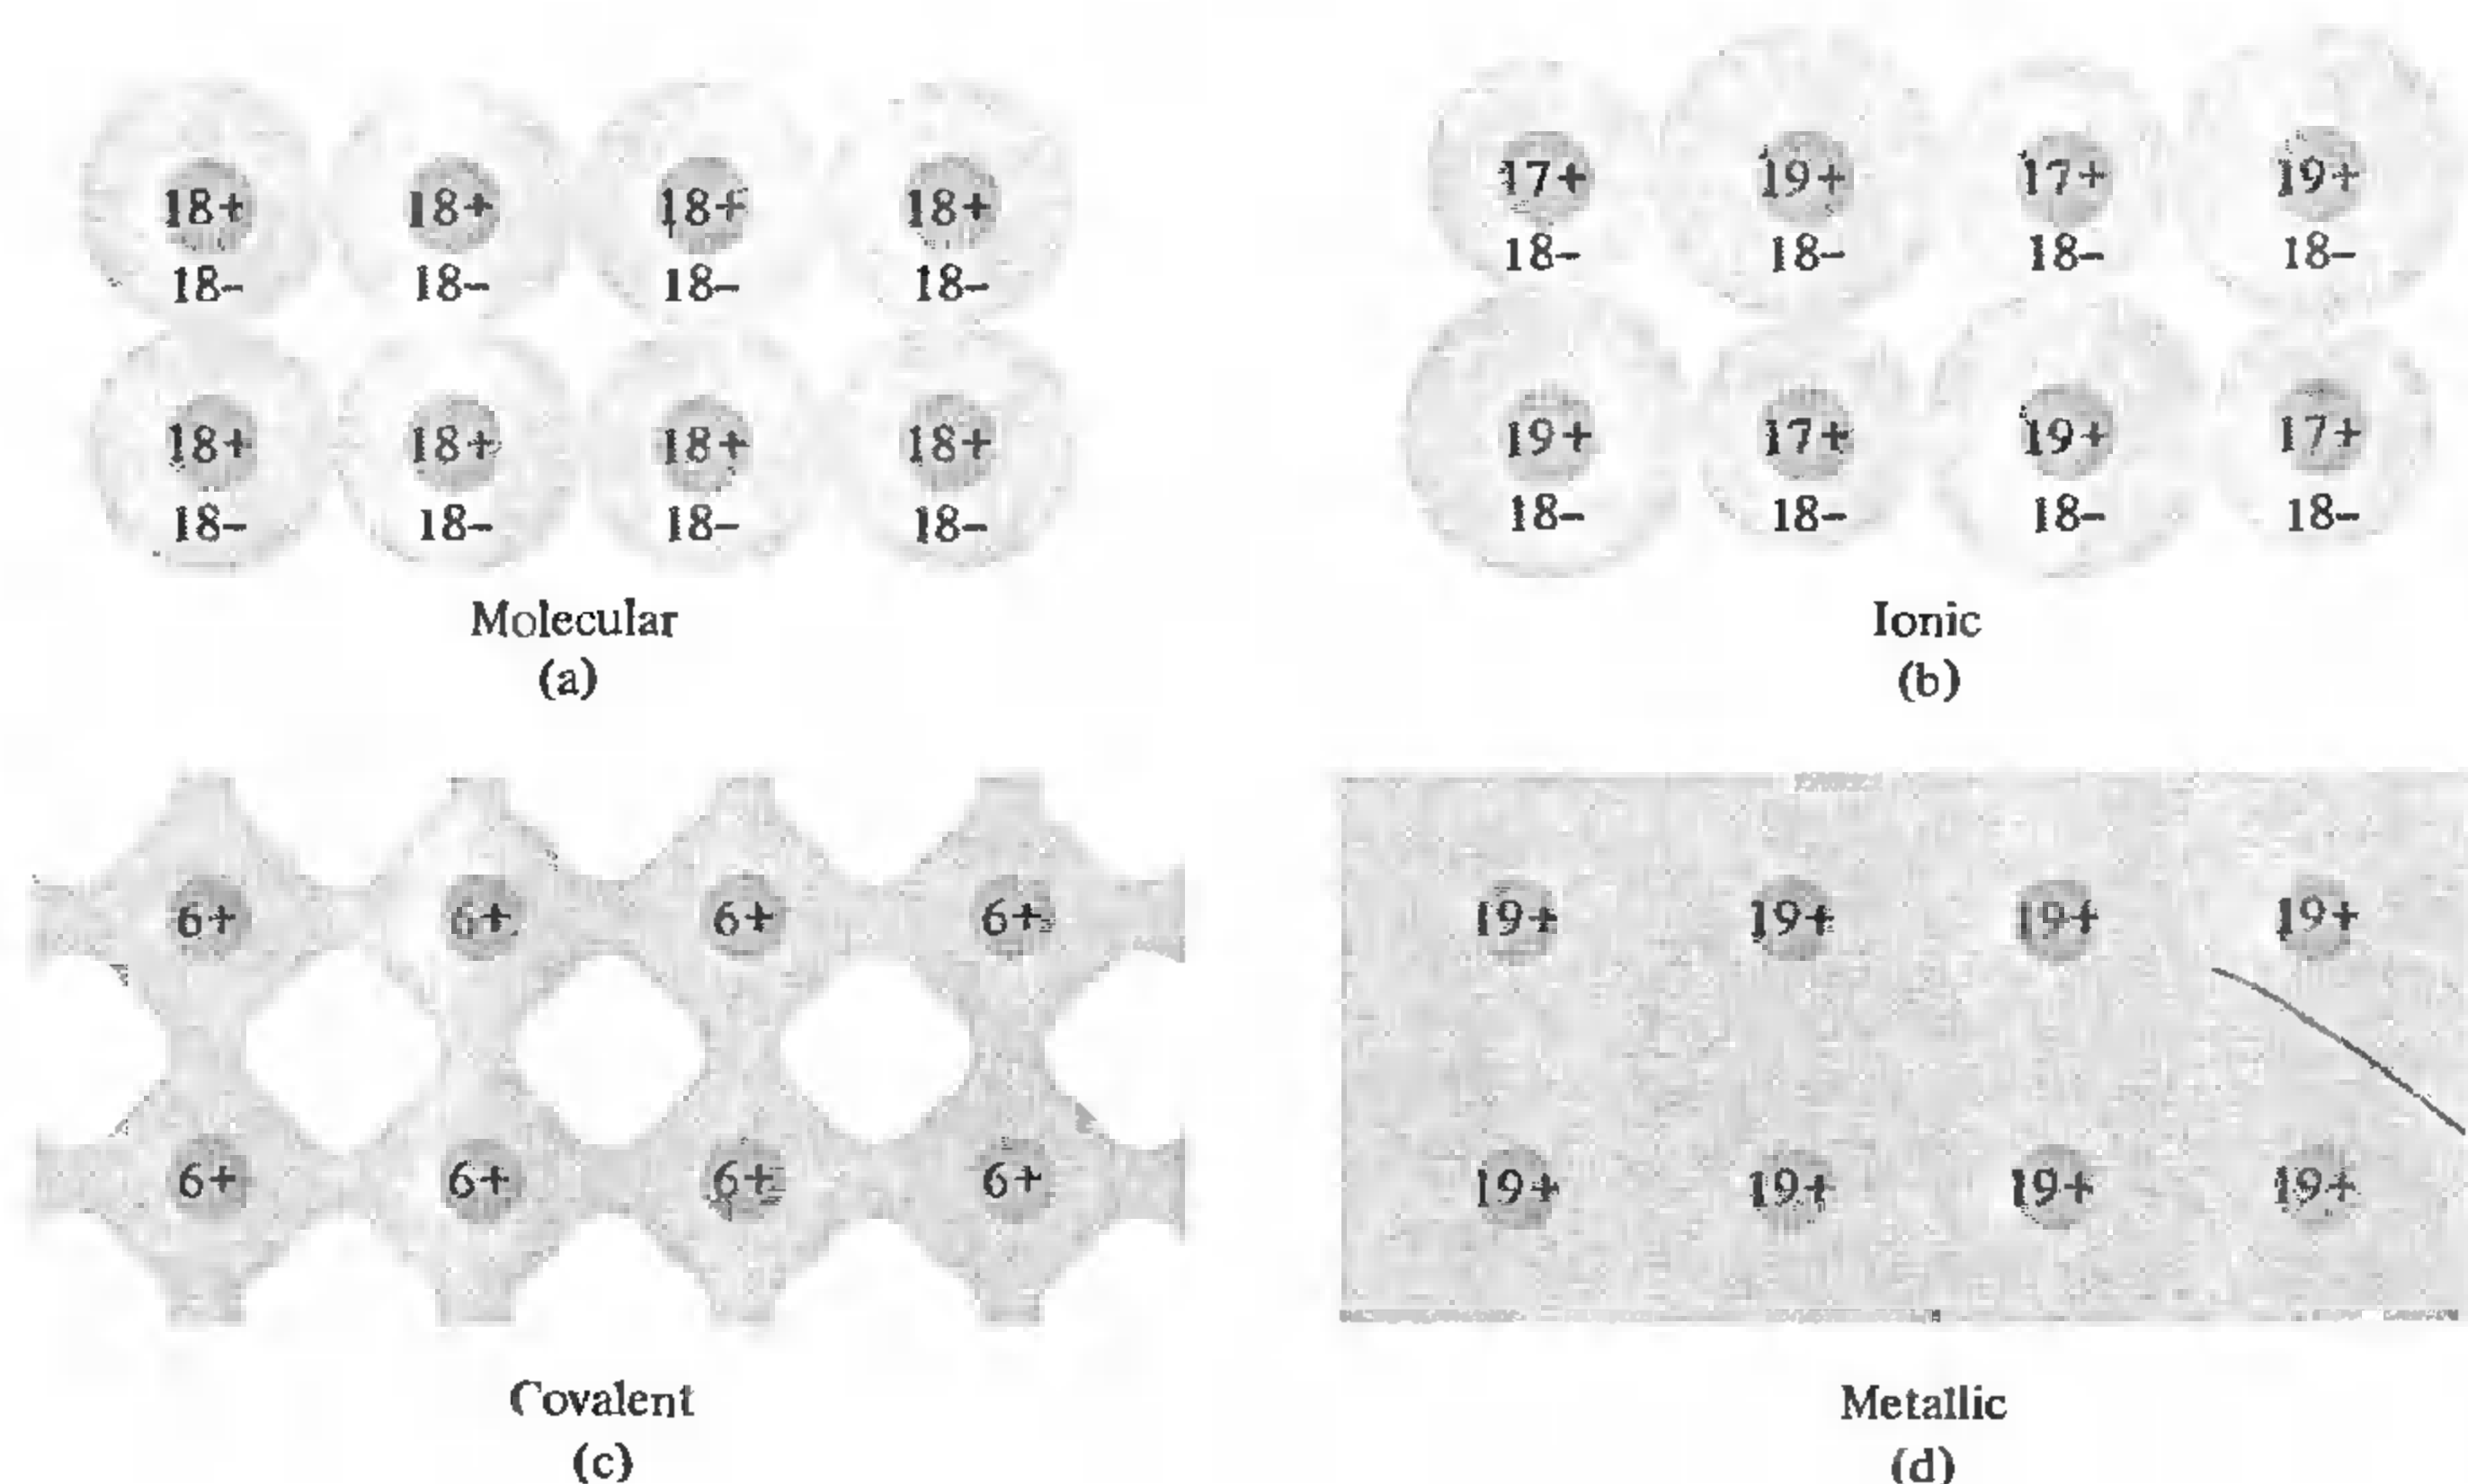 18+ 18+ 18+ 18+
18- 18- 18- 18-
18+ 18+ 18+ 18+
18- 18- 18- 18-
Molecular
(a)
17+ 19+ 17+ 19+
18- 18- 18- 18-
19+ 17+ 19+ 17+
18- 18- 18- 18-
Ionic
(b)
6+ 6+ 6+ 6+
6+ 6+ 6+ 6+
Covalent
(c)
19+ 19+ 19+ 19+
19+ 19+ 19+ 19+
Metallic
(d)